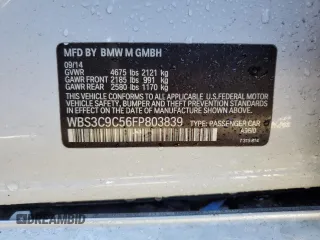 MFD BY BMW M GMBH
09/14
GVWR 4675 lbs 2121 kg
GAWR FRONT 2185 lbs 991 kg
GAWR REAR 2580 lbs 1170 kg
THIS VEHICLE CONFORMS TO ALL
APPLICABLE U.S. FEDERAL MOTOR
VEHICLE SAFETY, BUMPER, AND THEFT
PREVENTION STANDARDS IN EFFECT ON
THE DATE OF MANUFACTURE SHOWN ABOVE.
WBS3C9C56FP803839 TYPE: PASSENGER CAR
DREAMBID